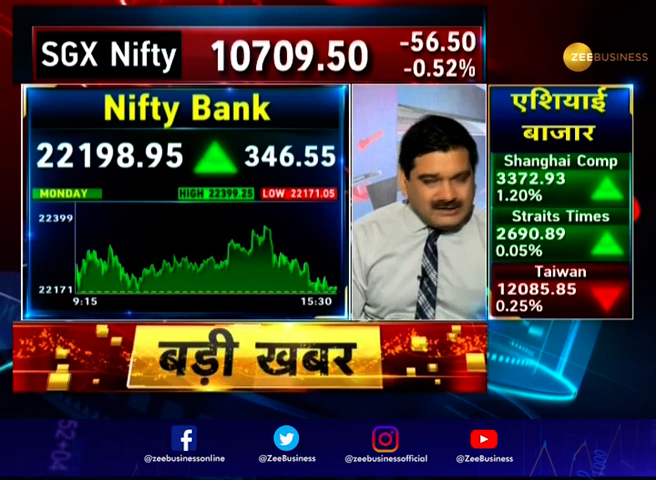 SGX Nifty 10709.50 -56.50
-0.52%
ZEEBUSINESS
Nifty Bank
22198.95 346.55
MONDAY HIGH 22399.25 LOW 22171.05
22399
22171
9:15 15:30
एशियाई
बाजार
Shanghai Comp
3372.93
1.20%
Straits Times
2690.89
0.05%
Taiwan
12085.85
0.25%
बड़ी खबर
@zeebusinessonline @ZeeBusiness @zeebusinessofficial @zeebusiness